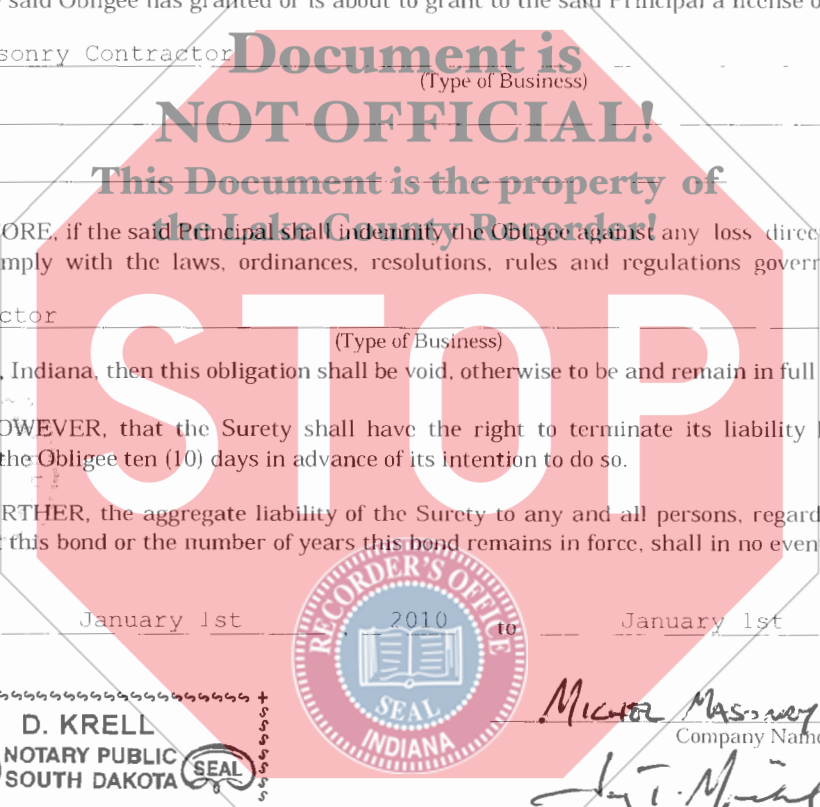 said Obligee has granted or is about to grant to the said Principal a license
sonry Contractor
Document is
(Type of Business)
NOT OFFICIAL!
This Document is the property of
the Lake County Recorder!
ORE, if the said Principal shall indemnify the Obligee against any loss direc
mply with the laws, ordinances, resolutions, rules and regulations govern
ctor
STOP
(Type of Business)
, Indiana, then this obligation shall be void, otherwise to be and remain in full
OWEVER, that the Surety shall have the right to terminate its liability
the Obligee ten (10) days in advance of its intention to do so.
RTHER, the aggregate liability of the Surety to any and all persons, regard
this bond or the number of years this bond remains in force, shall in no even
RECORDER'S OFFICE
January 1st, 2010 to January 1st
SEAL
INDIANA
MICHEL MASONRY
Company Name
D. KRELL
NOTARY PUBLIC
SOUTH DAKOTA
SEAL